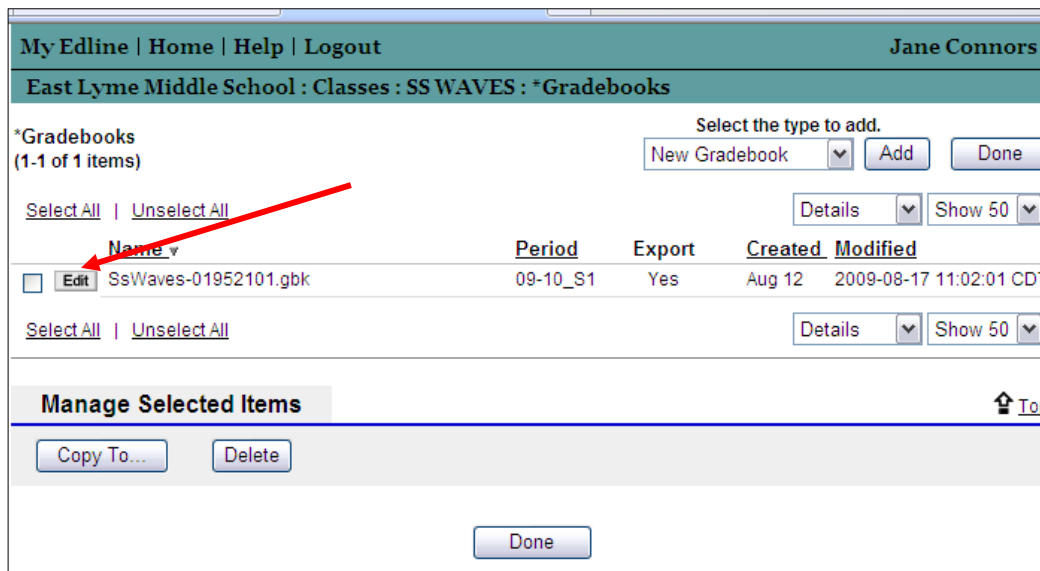 My Edline | Home | Help | Logout Jane Connors
East Lyme Middle School : Classes : SS WAVES : *Gradebooks
*Gradebooks
(1-1 of 1 items)
Select the type to add.
New Gradebook Add Done
Select All | Unselect All Details Show 50
Name Period Export Created Modified
Edit SsWaves-01952101.gbk 09-10_S1 Yes Aug 12 2009-08-17 11:02:01 CDT
Select All | Unselect All Details Show 50
Manage Selected Items To
Copy To... Delete
Done